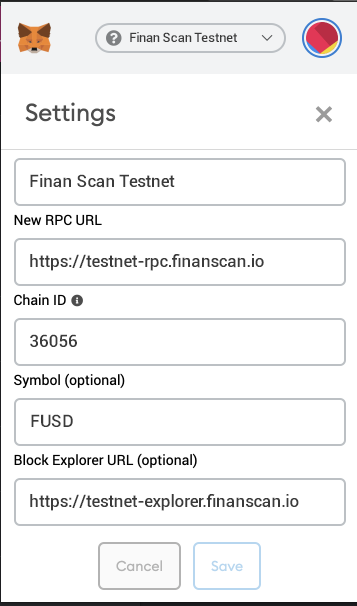 Finan Scan Testnet
Settings
Finan Scan Testnet
New RPC URL
https://testnet-rpc.finanscan.io
Chain ID
36056
Symbol (optional)
FUSD
Block Explorer URL (optional)
https://testnet-explorer.finanscan.io
Cancel Save